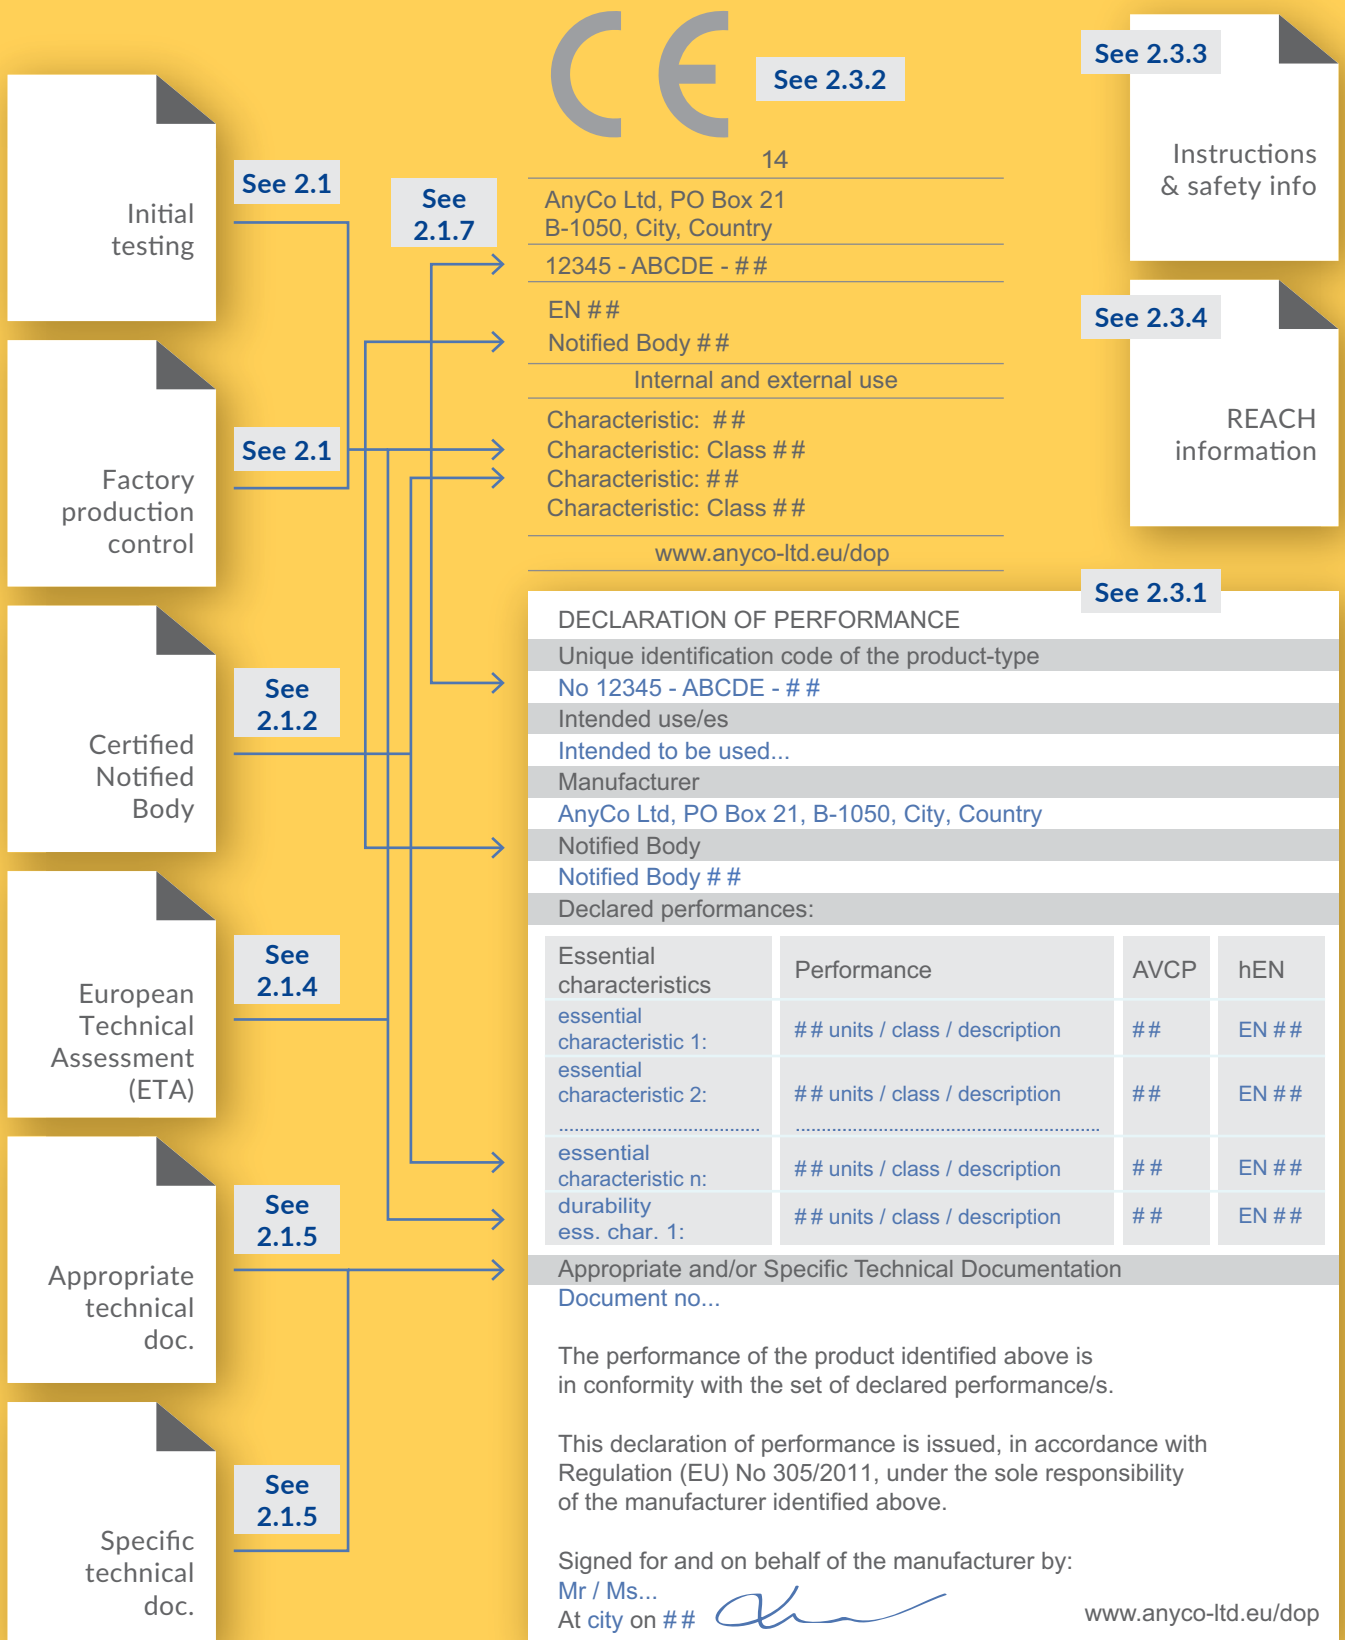 CE
See 2.3.2
14
AnyCo Ltd, PO Box 21
B-1050, City, Country
12345 - ABCDE - ##
EN ##
Notified Body ##
Internal and external use
Characteristic: ##
Characteristic: Class ##
Characteristic: ##
Characteristic: Class ##
www.anyco-ltd.eu/dop
See 2.1
Initial
testing
See
2.1.7
See 2.1
Factory
production
control
See
2.1.2
Certified
Notified
Body
See
2.1.4
European
Technical
Assessment
(ETA)
See
2.1.5
Appropriate
technical
doc.
See
2.1.5
Specific
technical
doc.
See 2.3.3
Instructions
& safety info
See 2.3.4
REACH
information
See 2.3.1
DECLARATION OF PERFORMANCE
Unique identification code of the product-type
No 12345 - ABCDE - ##
Intended use/es
Intended to be used...
Manufacturer
AnyCo Ltd, PO Box 21, B-1050, City, Country
Notified Body
Notified Body ##
Declared performances:
Essential
characteristics
Performance
AVCP
hEN
essential
characteristic 1:
## units / class / description
##
EN ##
essential
characteristic 2:
## units / class / description
##
EN ##
.......................................
...........................................................
essential
characteristic n:
## units / class / description
##
EN ##
durability
ess. char. 1:
## units / class / description
##
EN ##
Appropriate and/or Specific Technical Documentation
Document no...
The performance of the product identified above is
in conformity with the set of declared performance/s.
This declaration of performance is issued, in accordance with
Regulation (EU) No 305/2011, under the sole responsibility
of the manufacturer identified above.
Signed for and on behalf of the manufacturer by:
Mr / Ms...
At city on ##
www.anyco-ltd.eu/dop